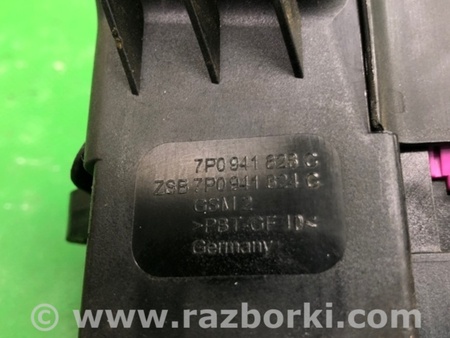 7P0 941 823 C
ZSB 7P0 941 824 C
GSM 2
>PBT-GF 10<
Germany
© www.razborki.com